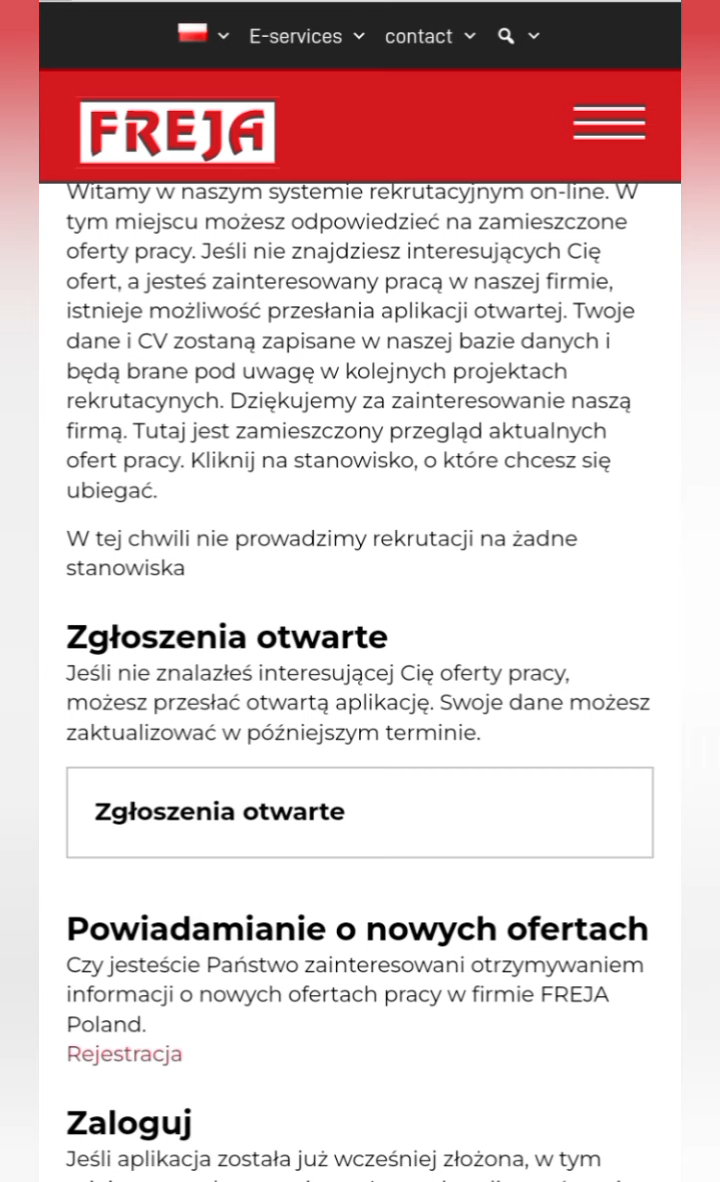 E-services contact
FREJA
Witamy w naszym systemie rekrutacyjnym on-line. W
tym miejscu możesz odpowiedzieć na zamieszczone
oferty pracy. Jeśli nie znajdziesz interesujących Cię
ofert, a jesteś zainteresowany pracą w naszej firmie,
istnieje możliwość przesłania aplikacji otwartej. Twoje
dane i CV zostaną zapisane w naszej bazie danych i
będą brane pod uwagę w kolejnych projektach
rekrutacynych. Dziękujemy za zainteresowanie naszą
firmą. Tutaj jest zamieszczony przegląd aktualnych
ofert pracy. Kliknij na stanowisko, o które chcesz się
ubiegać.
W tej chwili nie prowadzimy rekrutacji na żadne
stanowiska
Zgłoszenia otwarte
Jeśli nie znalazłeś interesującej Cię oferty pracy,
możesz przesłać otwartą aplikację. Swoje dane możesz
zaktualizować w późniejszym terminie.
Zgłoszenia otwarte
Powiadamianie o nowych ofertach
Czy jesteście Państwo zainteresowani otrzymywaniem
informacji o nowych ofertach pracy w firmie FREJA
Poland.
Rejestracja
Zaloguj
Jeśli aplikacja została już wcześniej złożona, w tym